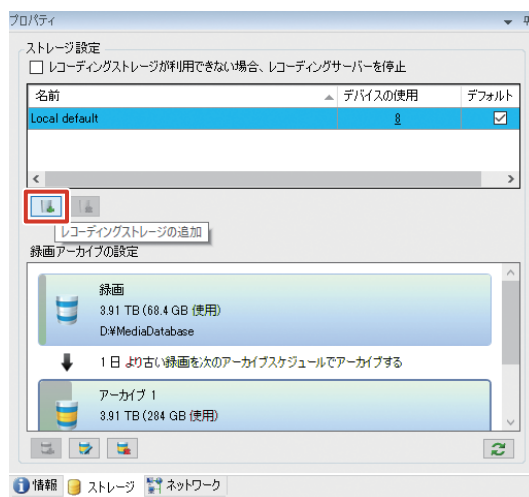 プロパティ
ストレージ設定
レコーディングストレージが利用できない場合、レコーディングサーバーを停止
名前 デバイスの使用 デフォルト
Local default 8
レコーディングストレージの追加
録画アーカイブの設定
録画
3.91 TB (68.4 GB 使用)
D:¥MediaDatabase
1 日 より古い録画を次のアーカイブスケジュールでアーカイブする
アーカイブ 1
3.91 TB (284 GB 使用)
情報 ストレージ ネットワーク